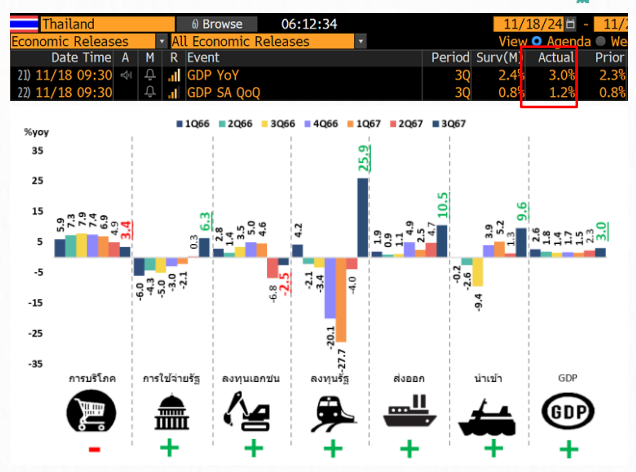 Thailand Browse 06:12:34 11/18/24 - 11/2
Economic Releases All Economic Releases View Agenda We
Date Time A M R Event Period Surv(M) Actual Prior
21) 11/18 09:30 GDP YoY 3Q 2.4% 3.0% 2.3%
22) 11/18 09:30 GDP SA QoQ 3Q 0.8% 1.2% 0.8%
1Q66 2Q66 3Q66 4Q66 1Q67 2Q67 3Q67
%yoy
35
25
15
5
-5
-15
-25
-35
5.9 7.3 7.9 7.4 6.9 4.9 3.4
-6.0 -4.3 -5.0 -3.0 -2.1 0.3 6.3
2.8 1.4 3.5 5.0 4.6 -6.8 -2.5
4.2 -2.1 -3.4 -20.1 -27.7 -4.0 25.9
1.9 0.9 1.1 4.9 2.5 4.7 10.5
-0.2 -2.6 -9.4 3.9 5.2 1.3 9.6
2.6 1.8 1.4 1.7 1.5 2.3 3.0
การบริโภค การใช้จ่ายรัฐ ลงทุนเอกชน ลงทุนรัฐ ส่งออก นำเข้า GDP
GDP
- + + + + + +